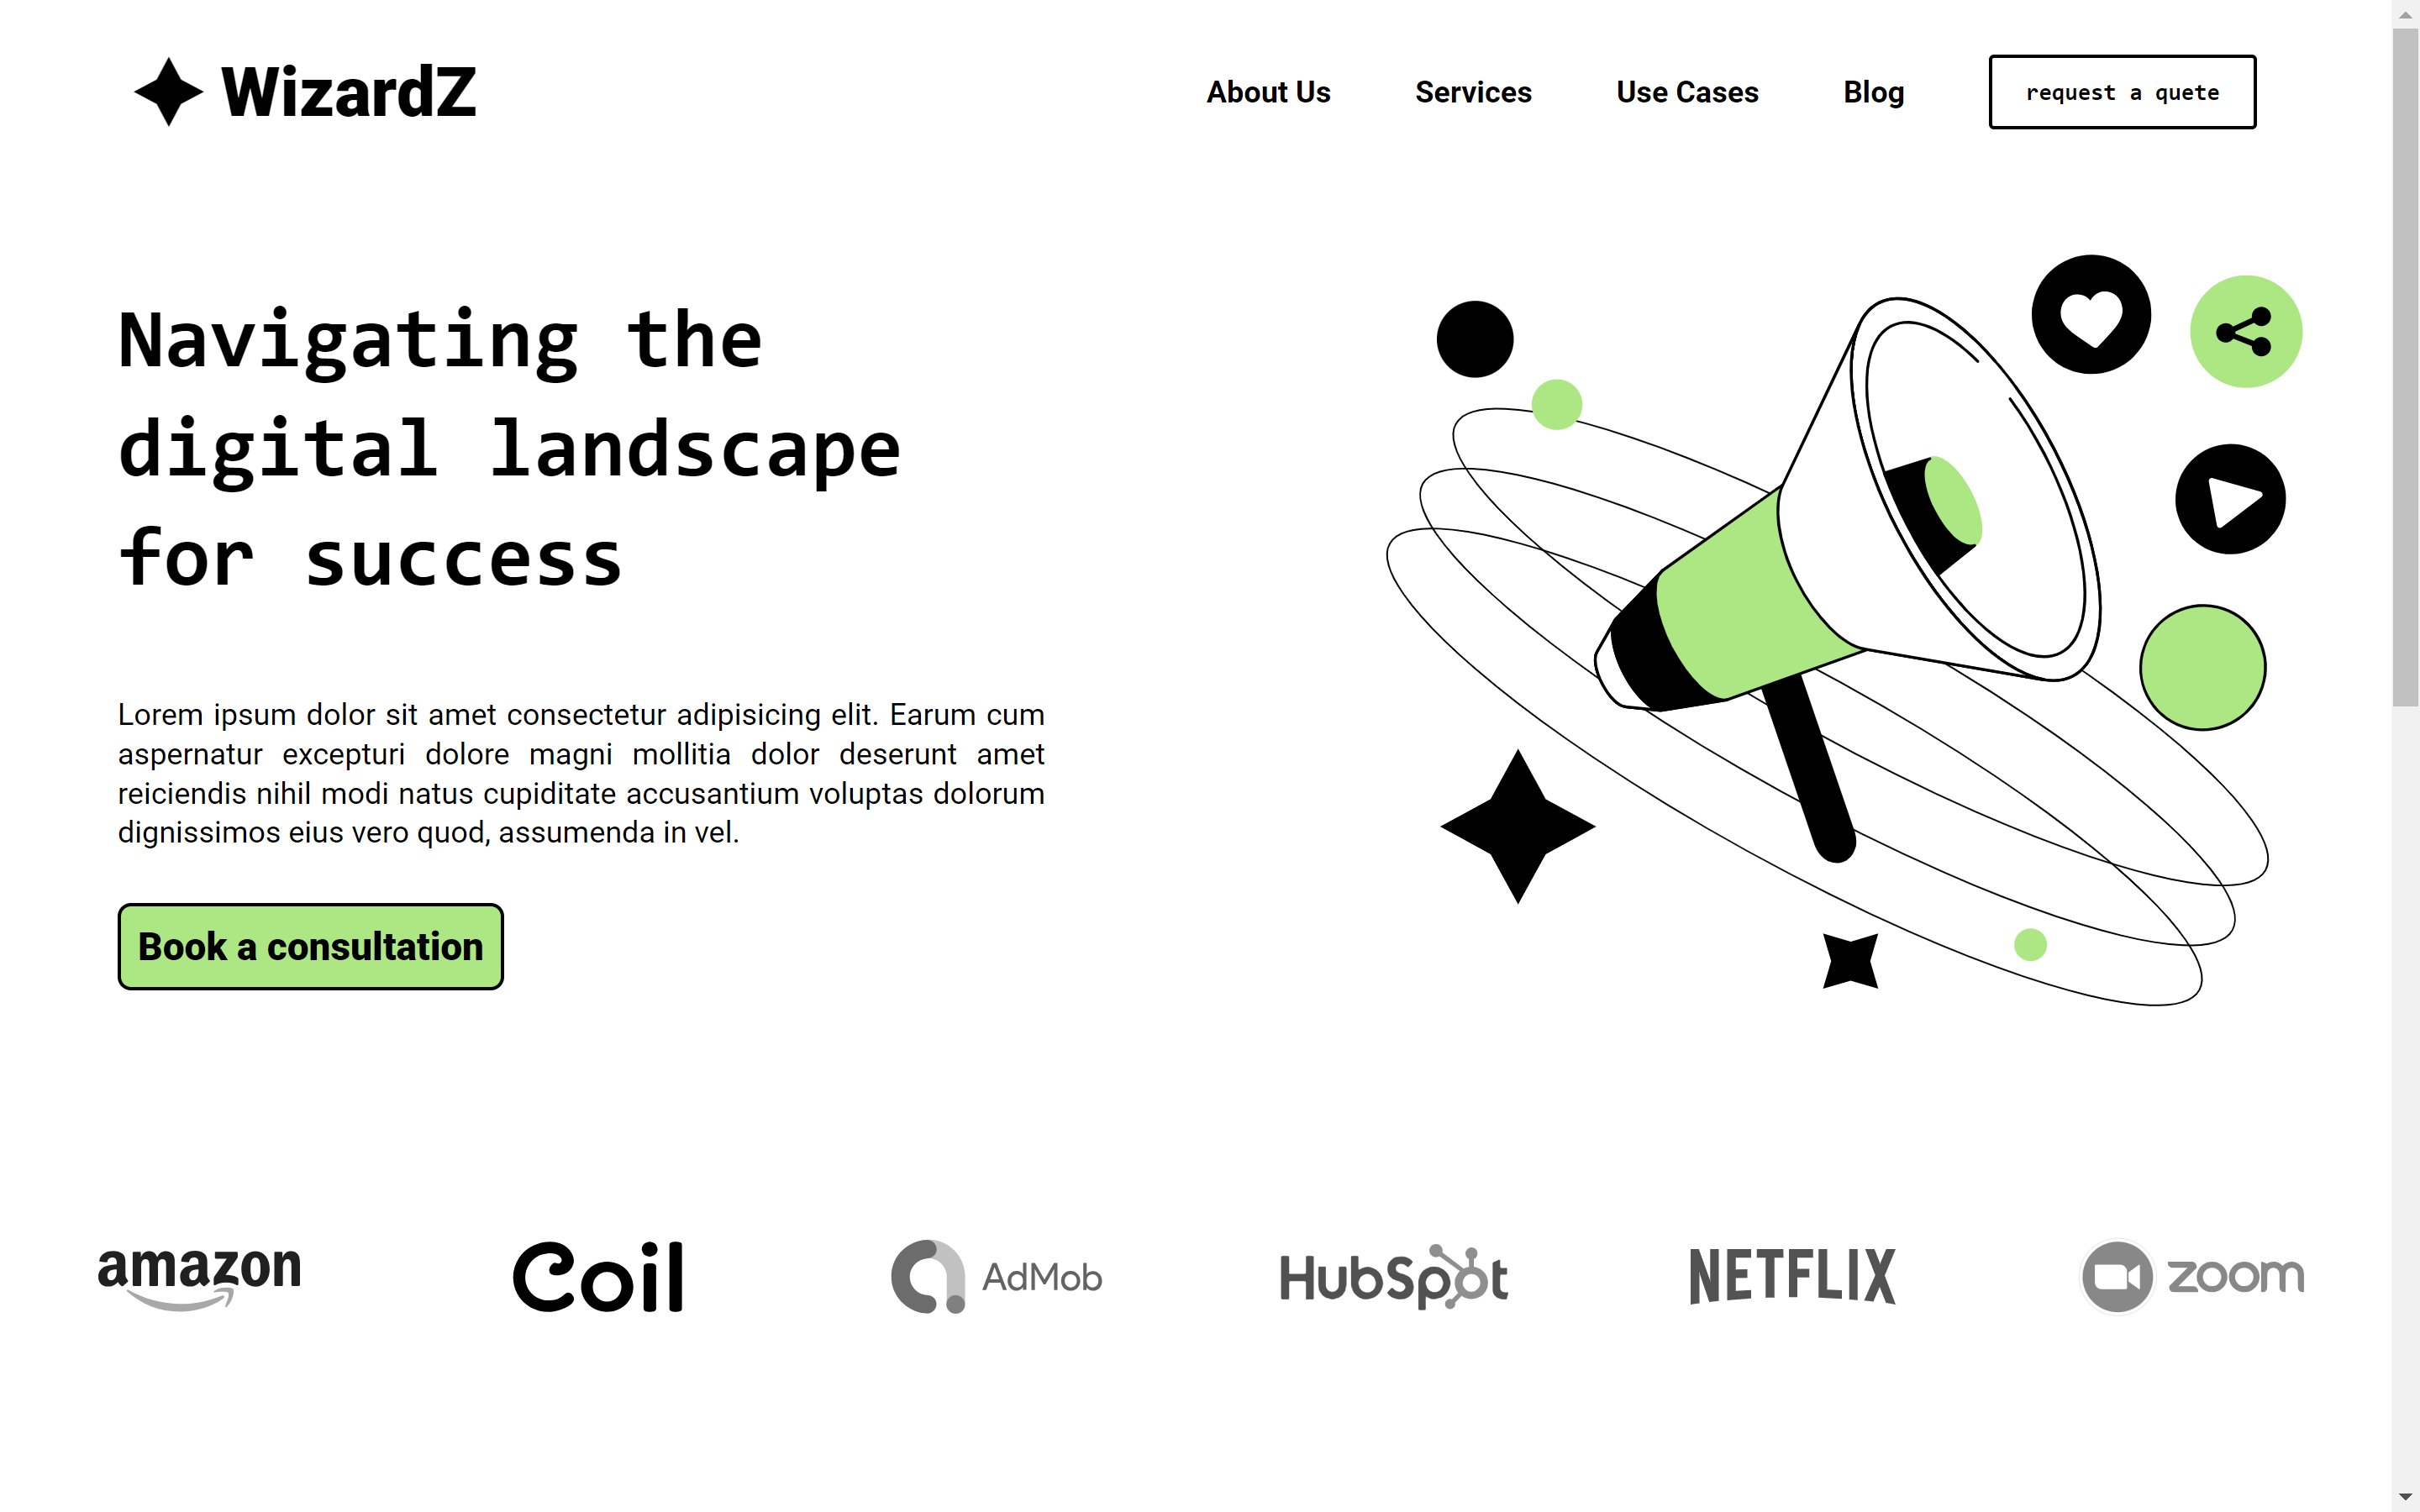 WizardZ
About Us
Services
Use Cases
Blog
request a quete
Navigating the
digital landscape
for success
Lorem ipsum dolor sit amet consectetur adipisicing elit. Earum cum
aspernatur excepturi dolore magni mollitia dolor deserunt amet
reiciendis nihil modi natus cupiditate accusantium voluptas dolorum
dignissimos eius vero quod, assumenda in vel.
Book a consultation
amazon
Coil
AdMob
HubSpot
NETFLIX
zoom